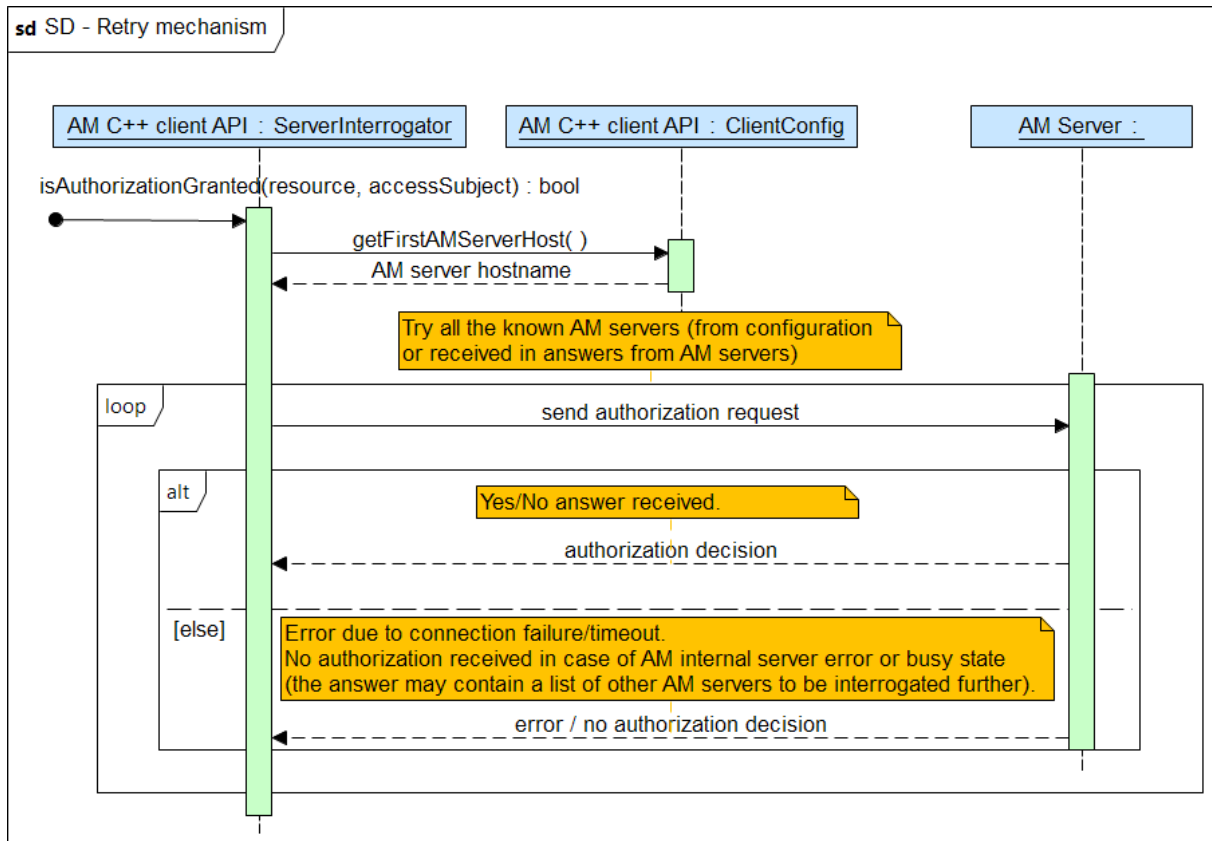 sd SD - Retry mechanism
AM C++ client API : ServerInterrogator
AM C++ client API : ClientConfig
AM Server :
isAuthorizationGranted(resource, accessSubject) : bool
getFirstAMServerHost( )
AM server hostname
Try all the known AM servers (from configuration
or received in answers from AM servers)
loop
send authorization request
alt
Yes/No answer received.
authorization decision
[else]
Error due to connection failure/timeout.
No authorization received in case of AM internal server error or busy state
(the answer may contain a list of other AM servers to be interrogated further).
error / no authorization decision